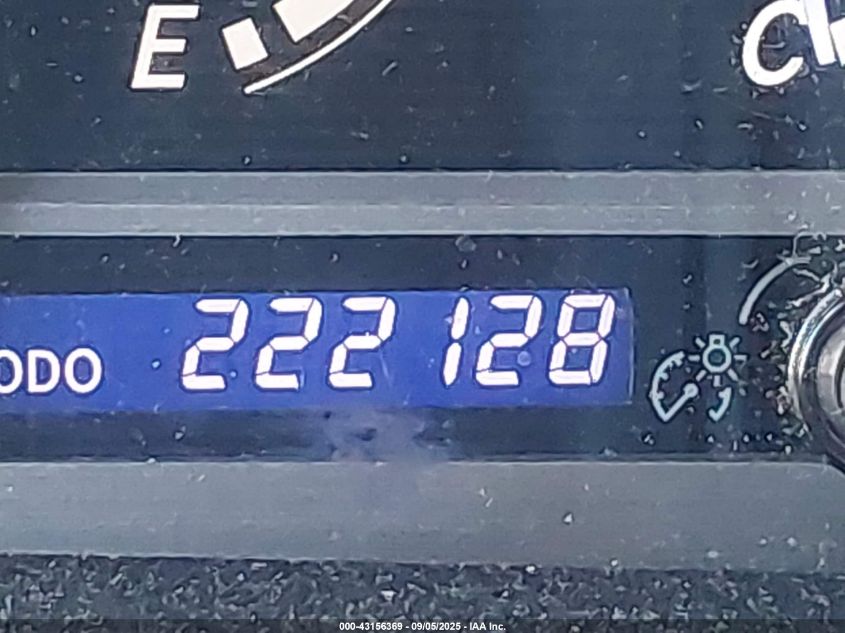 E
C
ODO 222128
000-43156369 - 09/05/2025 - IAA Inc.